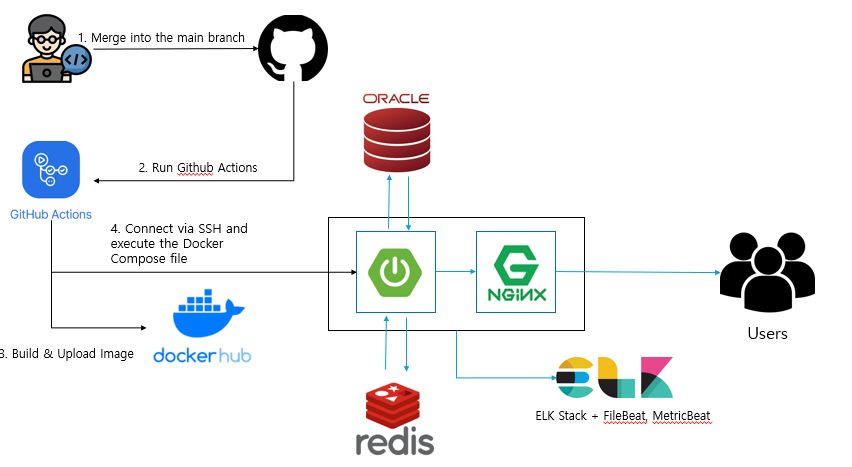 1. Merge into the main branch
ORACLE
2. Run Github Actions
GitHub Actions
4. Connect via SSH and
execute the Docker
Compose file
NGiNX
Users
3. Build & Upload Image
docker hub
ELK
ELK Stack + FileBeat, MetricBeat
redis